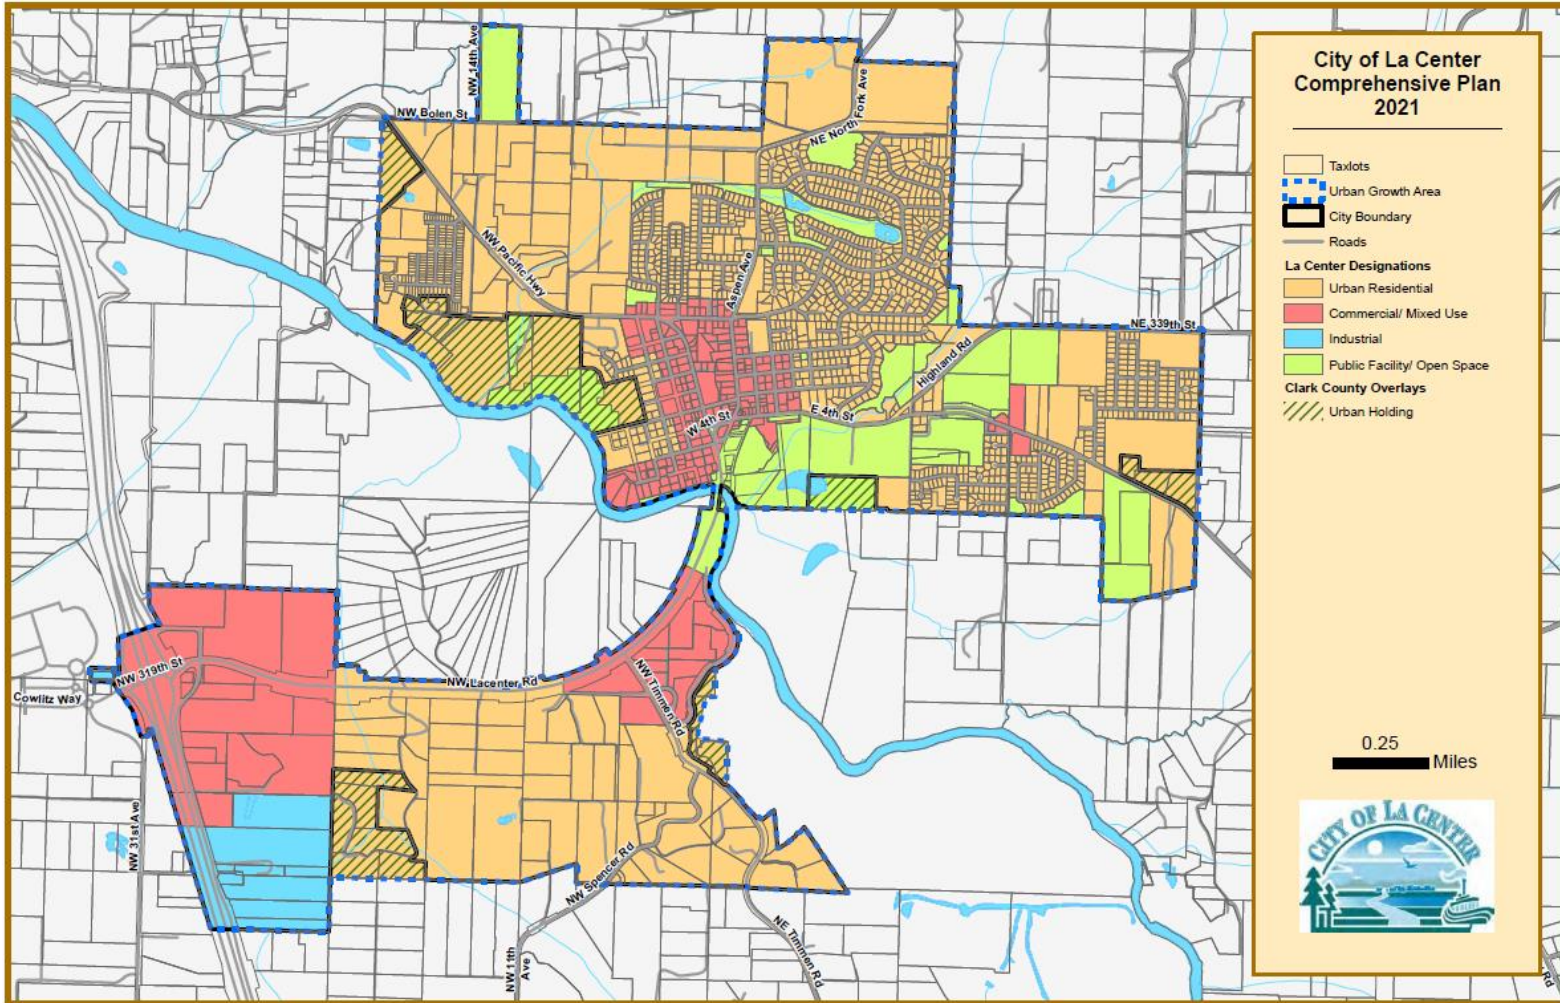 City of La Center
Comprehensive Plan
2021
Taxlots
Urban Growth Area
City Boundary
Roads
La Center Designations
Urban Residential
Commercial/ Mixed Use
Industrial
Public Facility/ Open Space
Clark County Overlays
Urban Holding
0.25
Miles
CITY OF LA CENTER
NW 14th Ave
NW Bolen St
NE North Fork Ave
NW Pacific Hwy
Aspen Ave
NE 339th St
Highland Rd
E 4th St
W 4th St
NW 319th St
Cowlitz Way
NW Lacenter Rd
NW Timmen Rd
NW 31st Ave
NW Spencer Rd
NW 11th
Ave
NE Timmen Rd
Rd